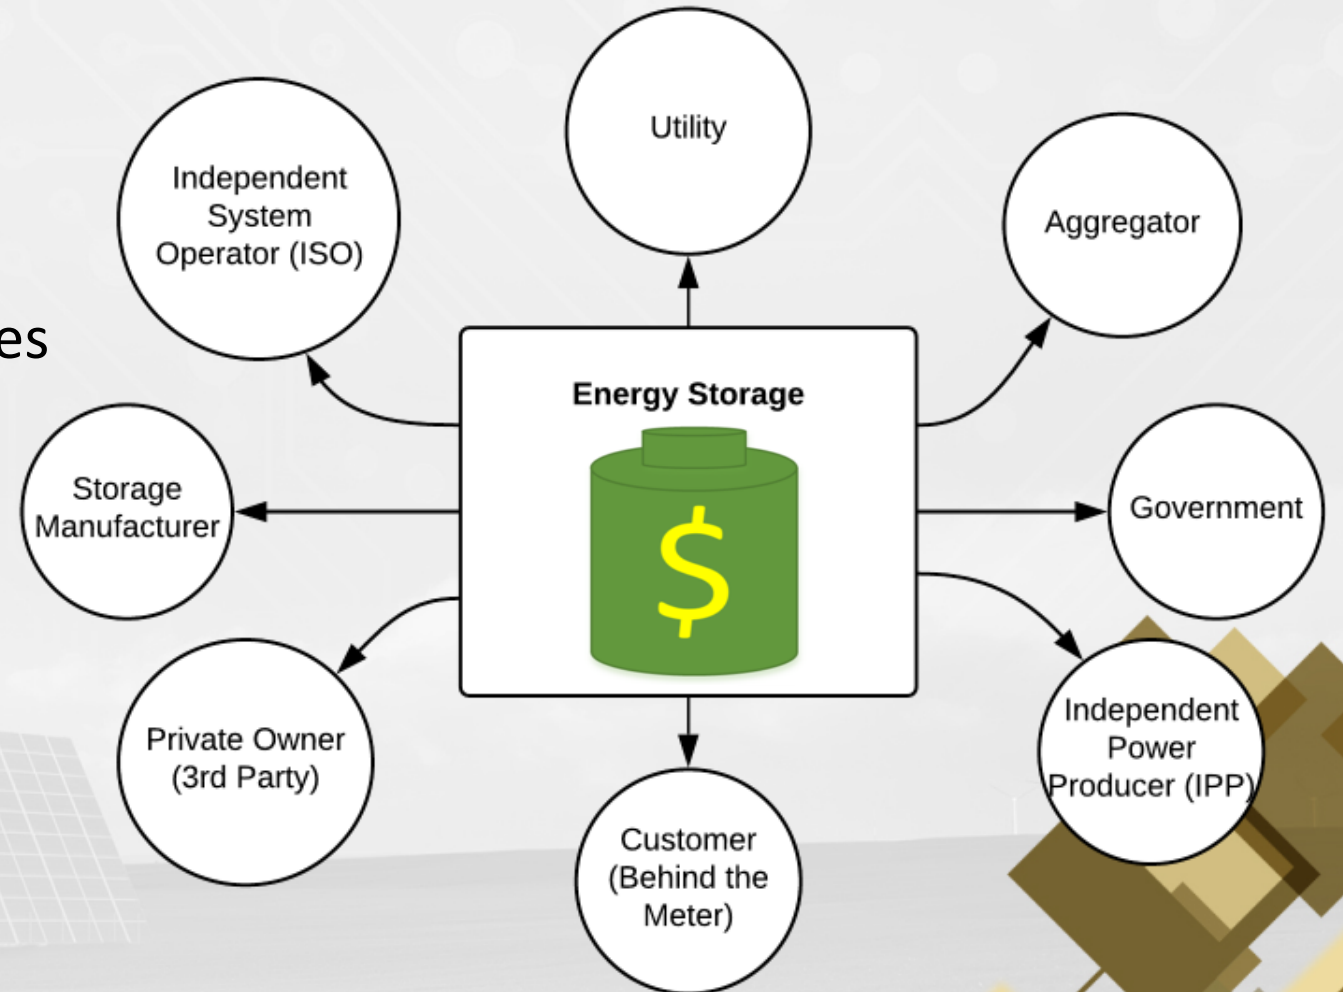 Utility
Independent
System
Operator (ISO)
Aggregator
es
Energy Storage
$
Storage
Manufacturer
Government
Private Owner
(3rd Party)
Independent
Power
Producer (IPP)
Customer
(Behind the
Meter)